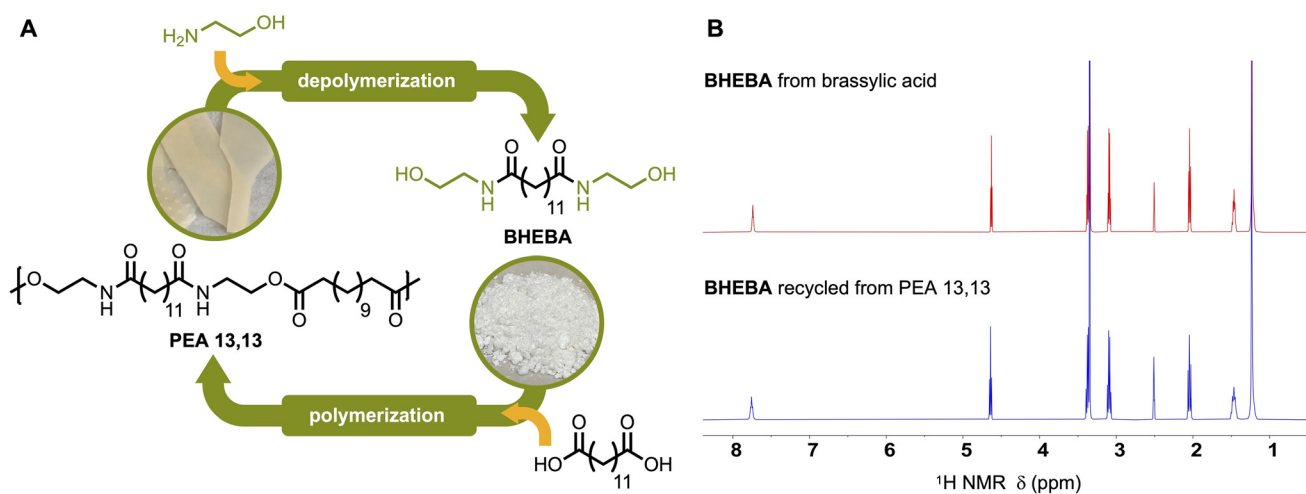 A
H₂N
OH
depolymerization
O
O
HO
N
H
11
N
H
OH
BHEBA
O
N
H
O
11
O
N
H
O
O
9
O
PEA 13,13
polymerization
O
O
HO
11
OH
B
BHEBA from brassylic acid
BHEBA recycled from PEA 13,13
8 7 6 5 4 3 2 1
¹H NMR δ (ppm)